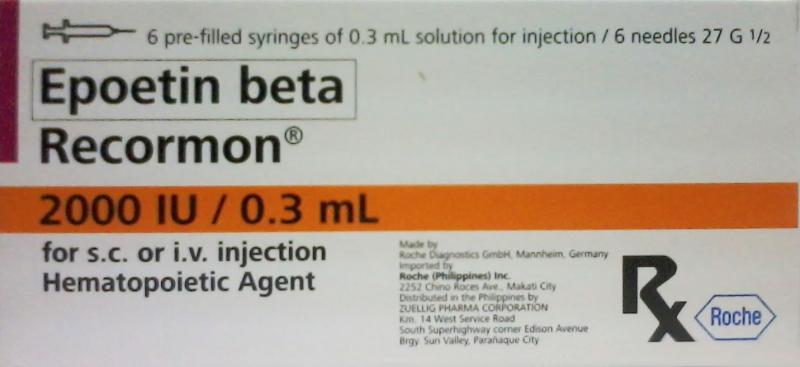 6 pre-filled syringes of 0.3 mL solution for injection / 6 needles 27 G 1/2
Epoetin beta
Recormon®
2000 IU / 0.3 mL
for s.c. or i.v. injection
Hematopoietic Agent
Made by
Roche Diagnostics GmbH, Mannheim, Germany
Imported by
Roche (Philippines) Inc.
2252 Chino Roces Ave., Makati City
Distributed in the Philippines by
ZUELLIG PHARMA CORPORATION
Km. 14 West Service Road
South Superhighway corner Edison Avenue
Brgy. Sun Valley, Parañaque City
Rx
Roche